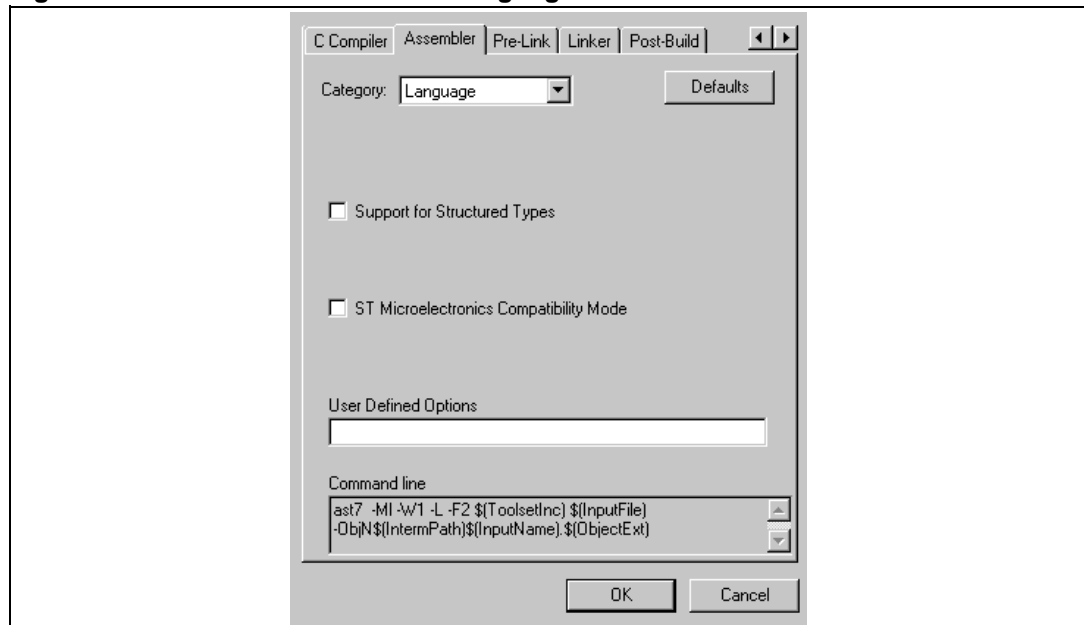 C Compiler Assembler Pre-Link Linker Post-Build
Category: Language Defaults
Support for Structured Types
ST Microelectronics Compatibility Mode
User Defined Options
Command line
ast7 -MI -W1 -L -F2 $(ToolsetInc) $(InputFile)
-ObjN$(IntermPath)$(InputName).$(ObjectExt)
OK Cancel